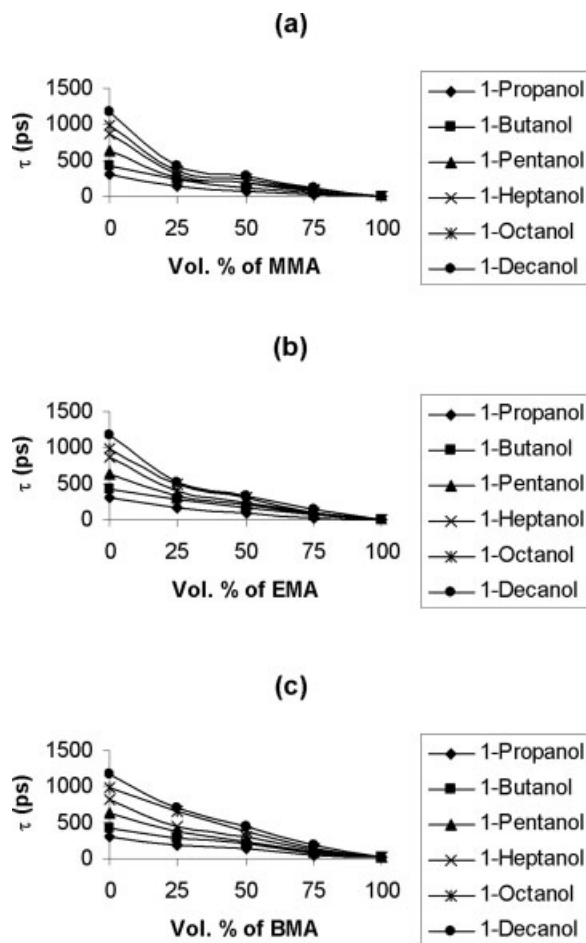 (a)
1500
1000
500
0
τ (ps)
0 25 50 75 100
Vol. % of MMA
1-Propanol
1-Butanol
1-Pentanol
1-Heptanol
1-Octanol
1-Decanol
(b)
1500
1000
500
0
τ (ps)
0 25 50 75 100
Vol. % of EMA
1-Propanol
1-Butanol
1-Pentanol
1-Heptanol
1-Octanol
1-Decanol
(c)
1500
1000
500
0
τ (ps)
0 25 50 75 100
Vol. % of BMA
1-Propanol
1-Butanol
1-Pentanol
1-Heptanol
1-Octanol
1-Decanol